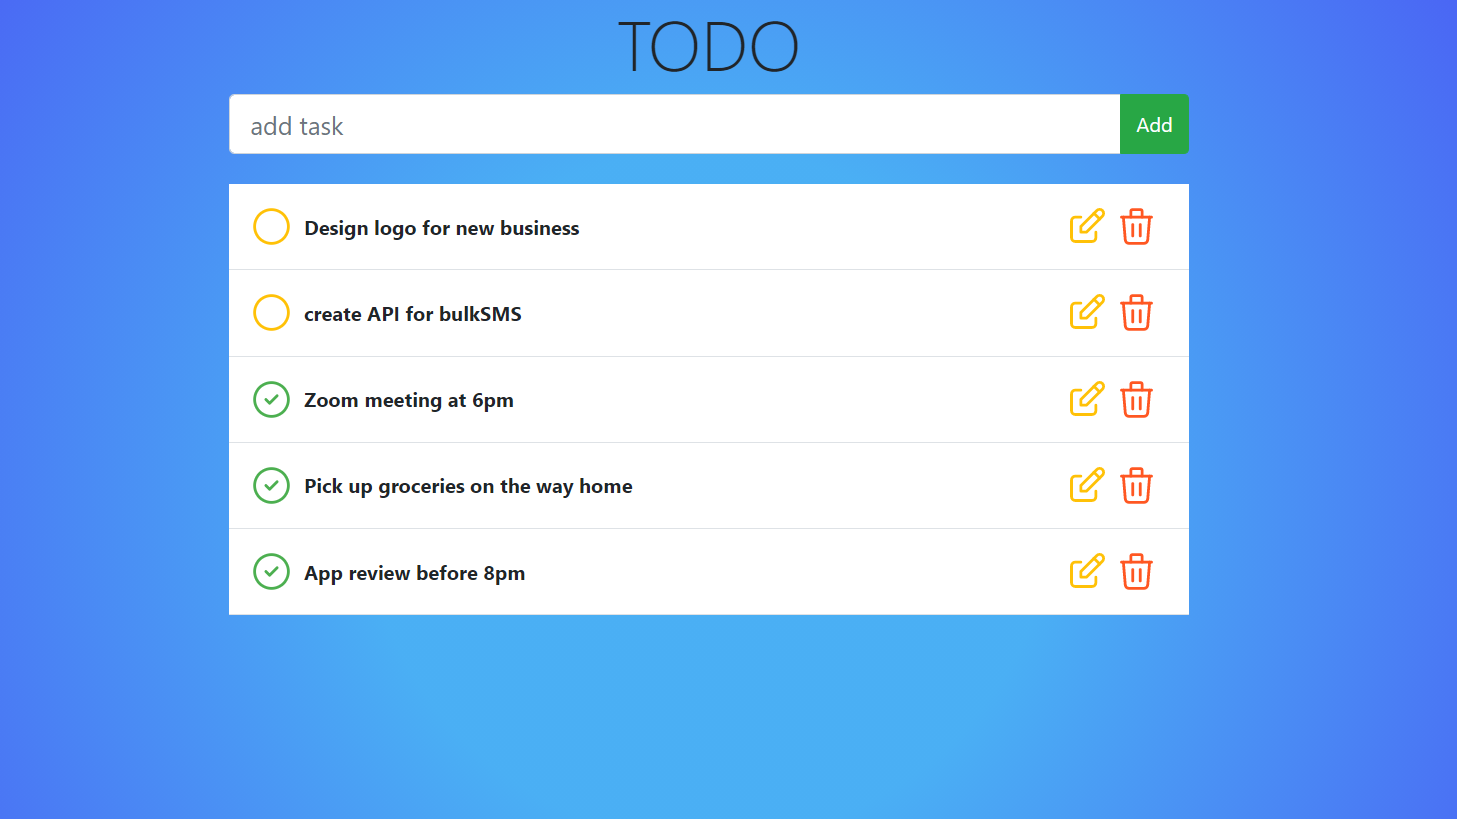 TODO
add task
Add
Design logo for new business
create API for bulkSMS
Zoom meeting at 6pm
Pick up groceries on the way home
App review before 8pm